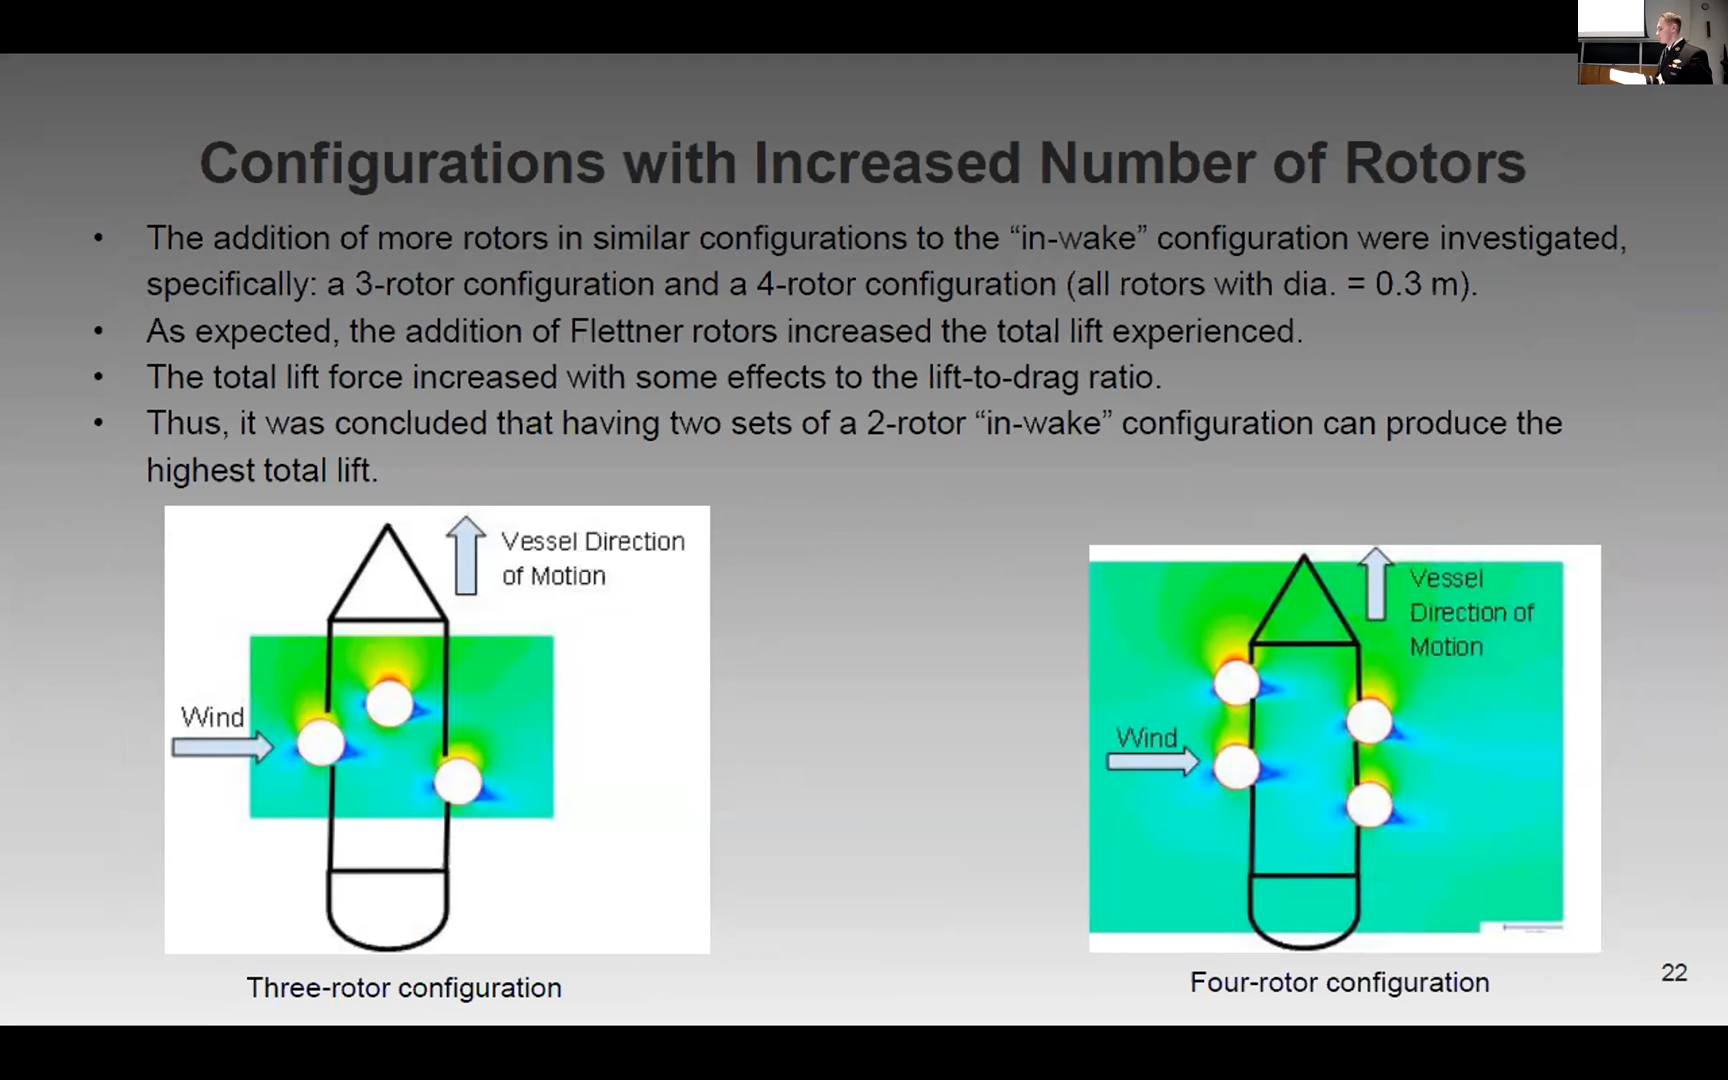 Configurations with Increased Number of Rotors
• The addition of more rotors in similar configurations to the “in-wake” configuration were investigated,
specifically: a 3-rotor configuration and a 4-rotor configuration (all rotors with dia. = 0.3 m).
• As expected, the addition of Flettner rotors increased the total lift experienced.
• The total lift force increased with some effects to the lift-to-drag ratio.
• Thus, it was concluded that having two sets of a 2-rotor “in-wake” configuration can produce the
highest total lift.
Vessel Direction
of Motion
Wind
Three-rotor configuration
Vessel
Direction of
Motion
Wind
Four-rotor configuration
22